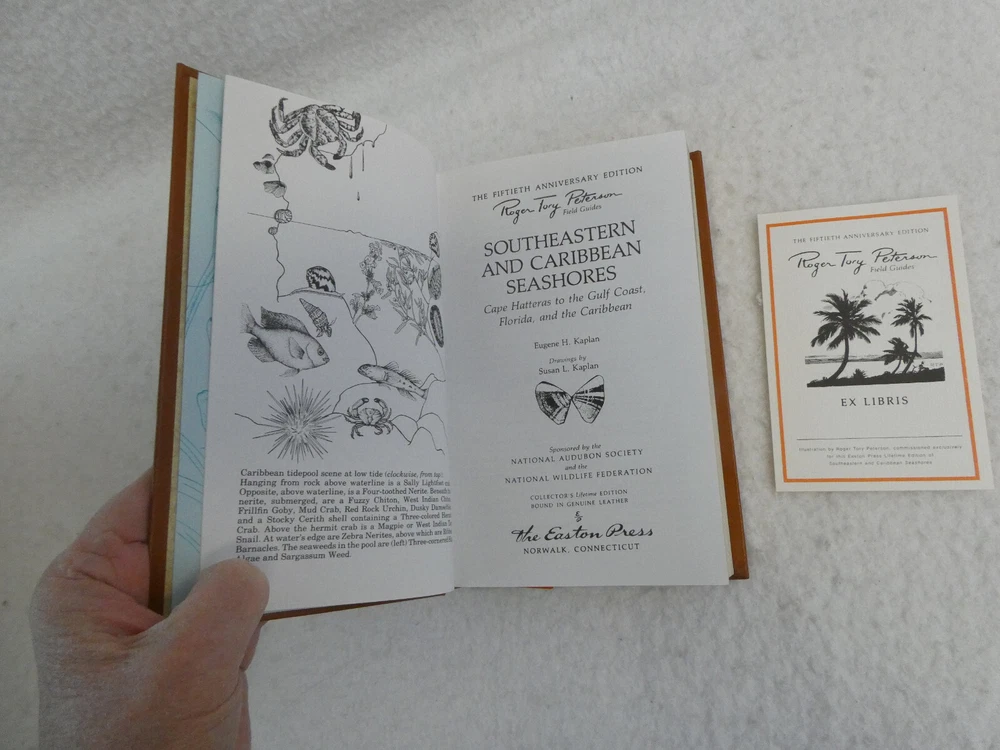 Caribbean tidepool scene at low tide (clockwise, from top):
Hanging from rock above waterline is a Sally Lightfoot
Opposite, above waterline, is a Four-toothed Nerite. Beneath
nerite, submerged, are a Fuzzy Chiton, West Indian
Frillfin Goby, Mud Crab, Red Rock Urchin, Dusky
and a Stocky Cerith shell containing a Three-colored
Crab. Above the hermit crab is a Magpie or West Indian
Snail. At water's edge are Zebra Nerites, above which are
Barnacles. The seaweeds in the pool are (left) Three-cornered
Algae and Sargassum Weed.
THE FIFTIETH ANNIVERSARY EDITION
Roger Tory Peterson
Field Guides
SOUTHEASTERN
AND CARIBBEAN
SEASHORES
Cape Hatteras to the Gulf Coast,
Florida, and the Caribbean
Eugene H. Kaplan
Drawings by
Susan L. Kaplan
Sponsored by the
NATIONAL AUDUBON SOCIETY
and the
NATIONAL WILDLIFE FEDERATION
COLLECTOR'S Lifetime EDITION
BOUND IN GENUINE LEATHER
The Easton Press
NORWALK, CONNECTICUT
THE FIFTIETH ANNIVERSARY EDITION
Roger Tory Peterson
Field Guides
EX LIBRIS
Illustration by Roger Tory Peterson, commissioned exclusively
for this Easton Press Lifetime Edition of
Southeastern and Caribbean Seashores